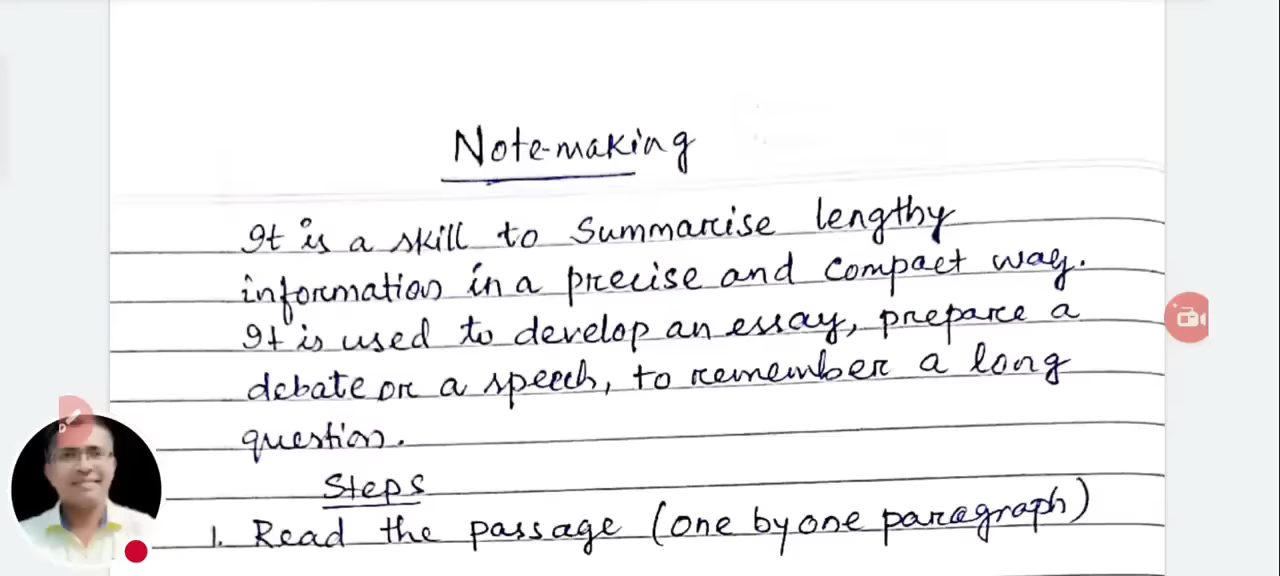 Note-making
It is a skill to Summarise lengthy
information in a precise and compact way.
It is used to develop an essay, prepare a
debate or a speech, to remember a long
question.
Steps
1. Read the passage (one by one paragraph)